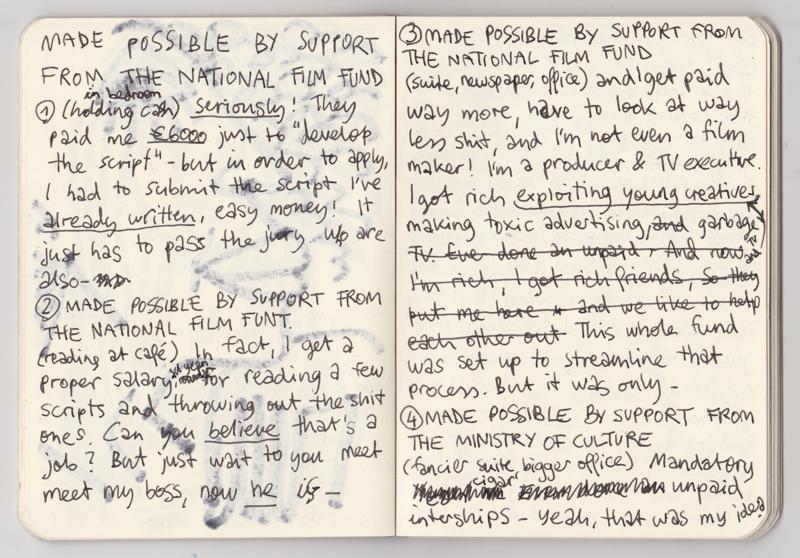 MADE POSSIBLE BY SUPPORT
FROM THE NATIONAL FILM FUND
in bedroom
① (holding cash) seriously! They
paid me €6000 just to "develop
the script" - but in order to apply,
I had to submit the script I've
already written, easy money! It
just has to pass the jury who are
also -
② MADE POSSIBLE BY SUPPORT FROM
THE NATIONAL FILM FUNT.
(reading at café) In fact, I get a
proper salary, for reading a few
scripts and throwing out the shit
ones. Can you believe that's a
job? But just wait to you meet
meet my boss, now he is -
③ MADE POSSIBLE BY SUPPORT FROM
THE NATIONAL FILM FUND
(suite, newspaper, office) and I get paid
way more, have to look at way
less shit, and I'm not even a film
maker! I'm a producer & TV executive.
I got rich exploiting young creatives
making toxic advertising, and garbage
TV. Eve done an unpaid, And now
and TV
I'm rich, I got rich friends, So they
put me here and we like to help
each other out This whole fund
was set up to streamline that
process. But it was only -
④ MADE POSSIBLE BY SUPPORT FROM
THE MINISTRY OF CULTURE
(fancier suite, bigger office) Mandatory
cigar
unpaid
interships - yeah, that was my idea